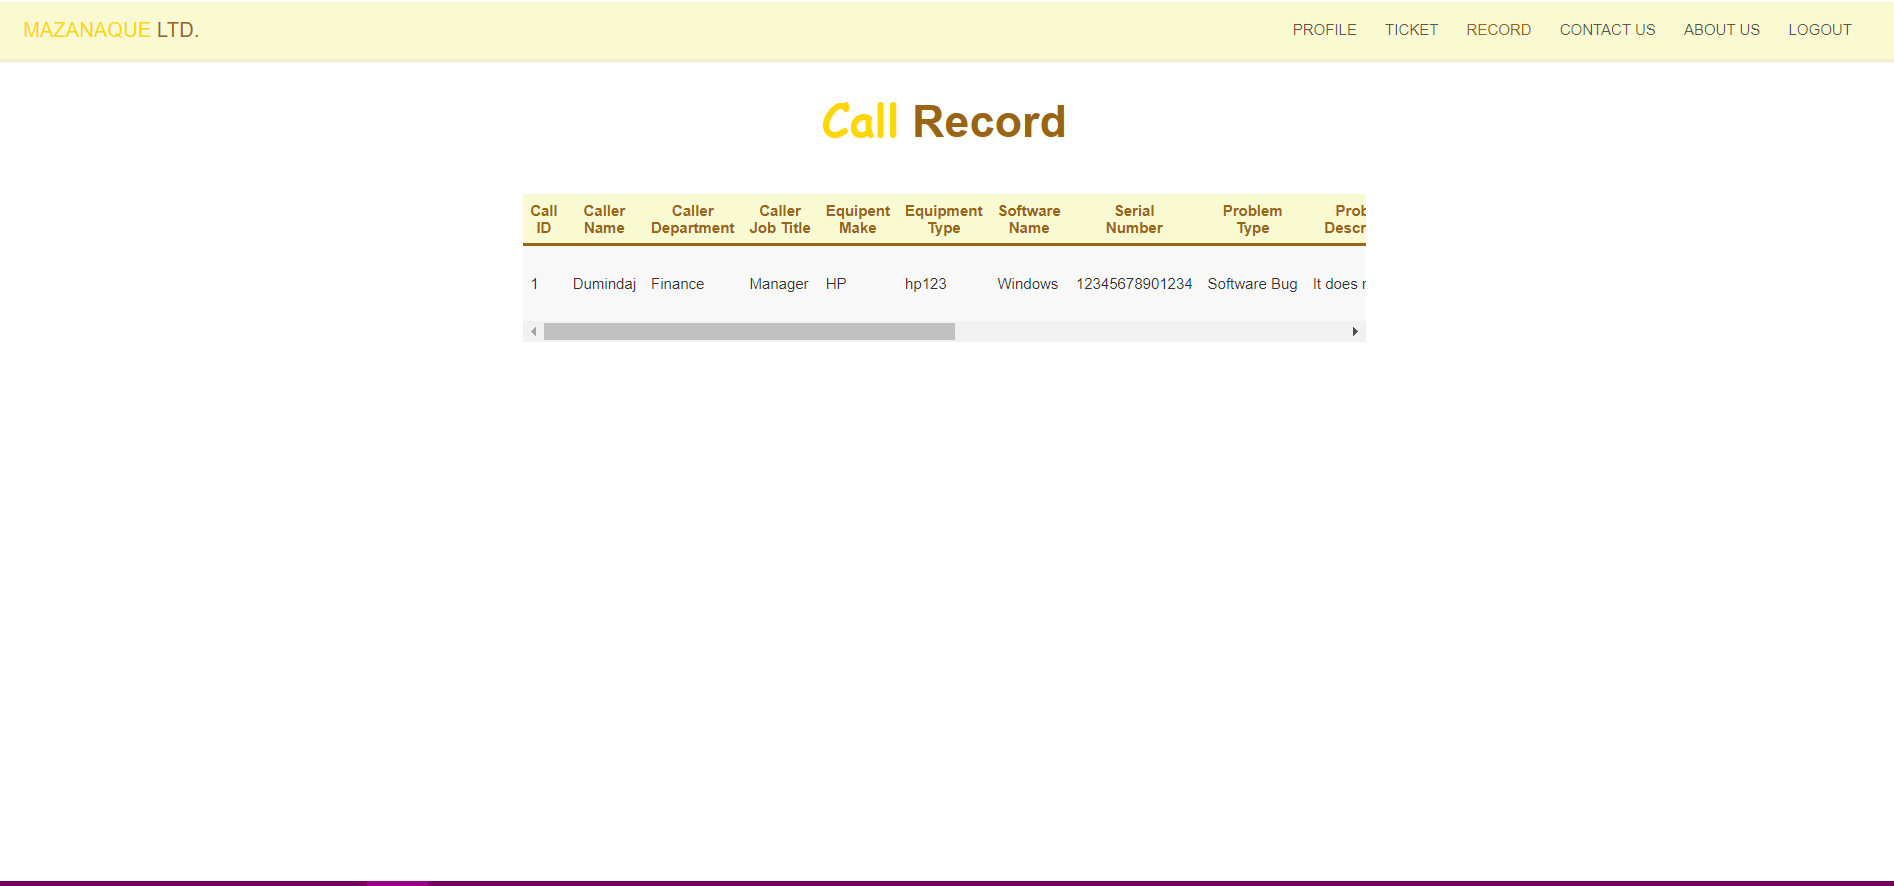 MAZANAQUE LTD. PROFILE TICKET RECORD CONTACT US ABOUT US LOGOUT
Call Record
Call Caller Caller Caller Equipent Equipment Software Serial Problem Prob
ID Name Department Job Title Make Type Name Number Type Descr
1 Dumindaj Finance Manager HP hp123 Windows 12345678901234 Software Bug It does